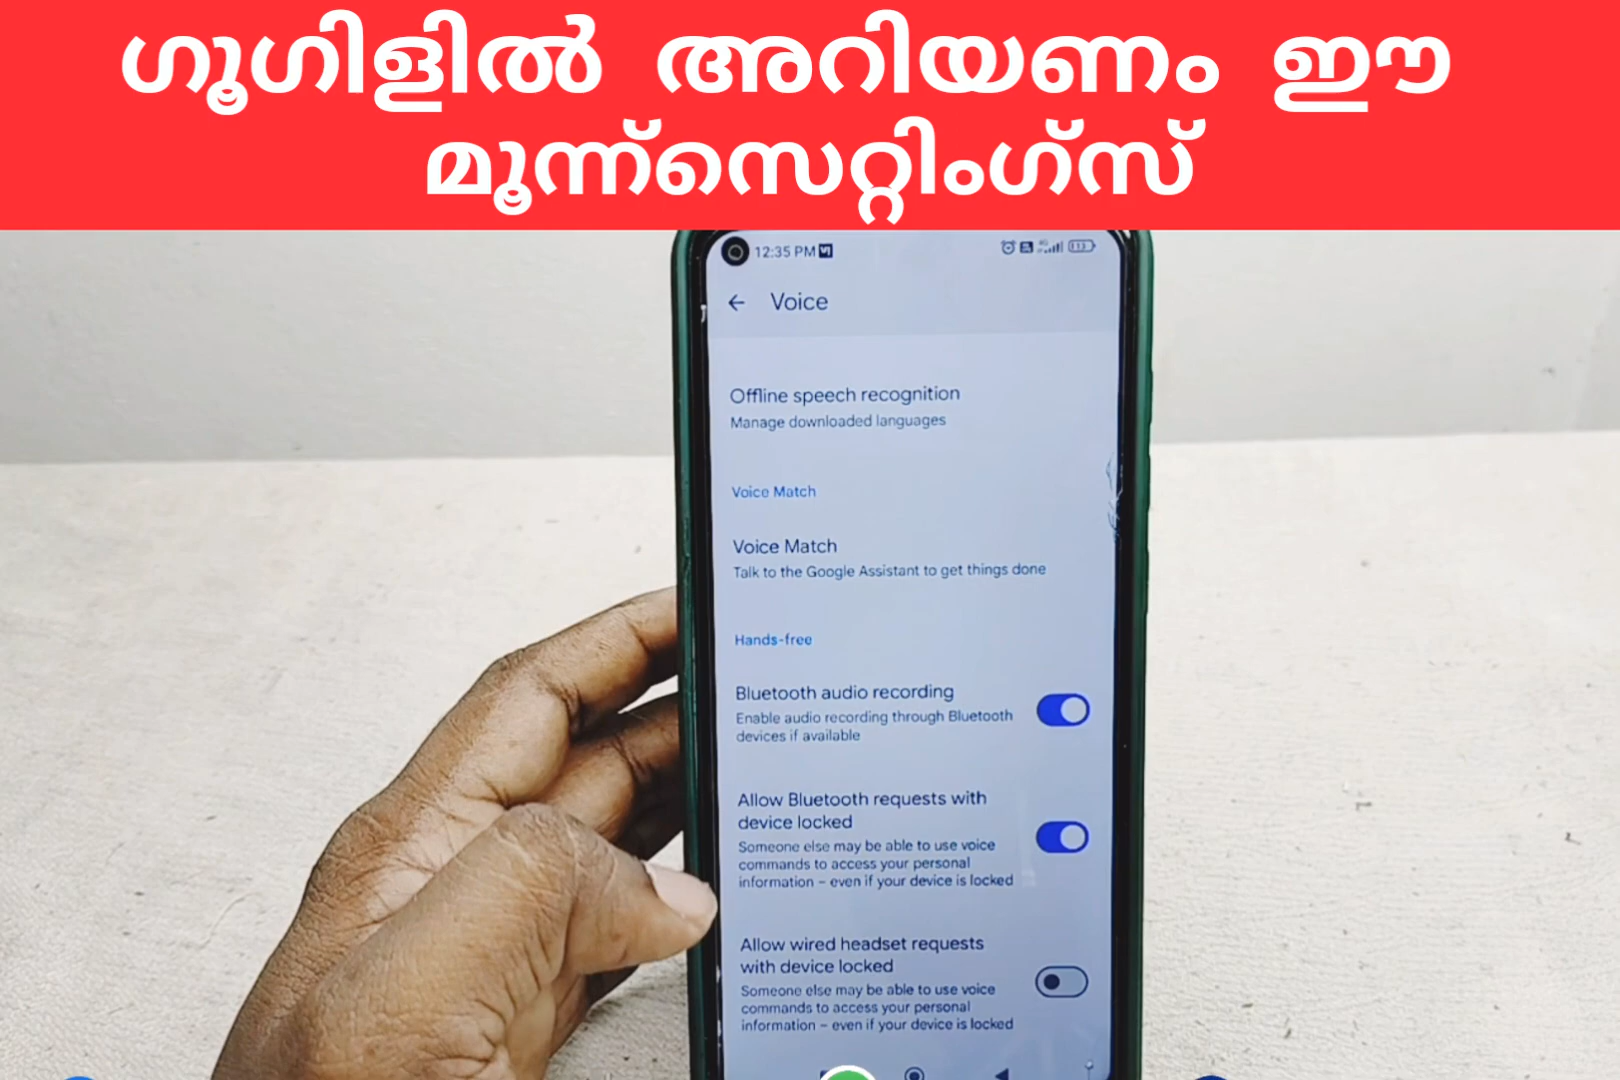 ഗൂഗിളിൽ അറിയണം ഈ
മൂന്ന്സെറ്റിംഗ്സ്
12:35 PM
Voice
Offline speech recognition
Manage downloaded languages
Voice Match
Voice Match
Talk to the Google Assistant to get things done
Hands-free
Bluetooth audio recording
Enable audio recording through Bluetooth
devices if available
Allow Bluetooth requests with
device locked
Someone else may be able to use voice
commands to access your personal
information – even if your device is locked
Allow wired headset requests
with device locked
Someone else may be able to use voice
commands to access your personal
information – even if your device is locked